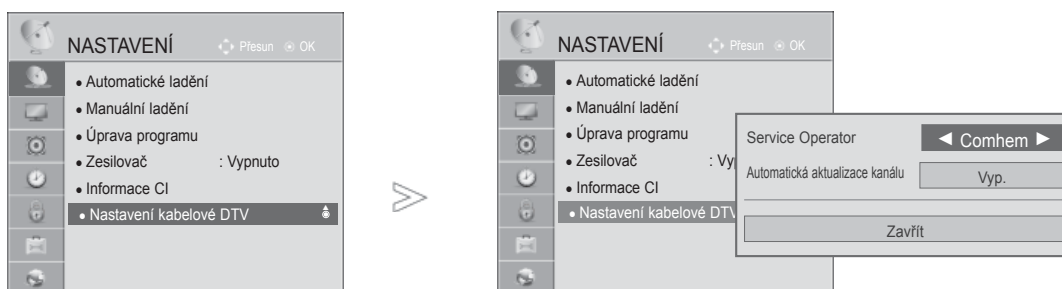 NASTAVENÍ Přesun OK
• Automatické ladění
• Manuální ladění
• Úprava programu
• Zesilovač : Vypnuto
• Informace CI
• Nastavení kabelové DTV
NASTAVENÍ Přesun OK
• Automatické ladění
• Manuální ladění
• Úprava programu
• Zesilovač : Vy
• Informace CI
• Nastavení kabelové DTV
Service Operator ◀ Comhem ▶
Automatická aktualizace kanálu Vyp.
Zavřít